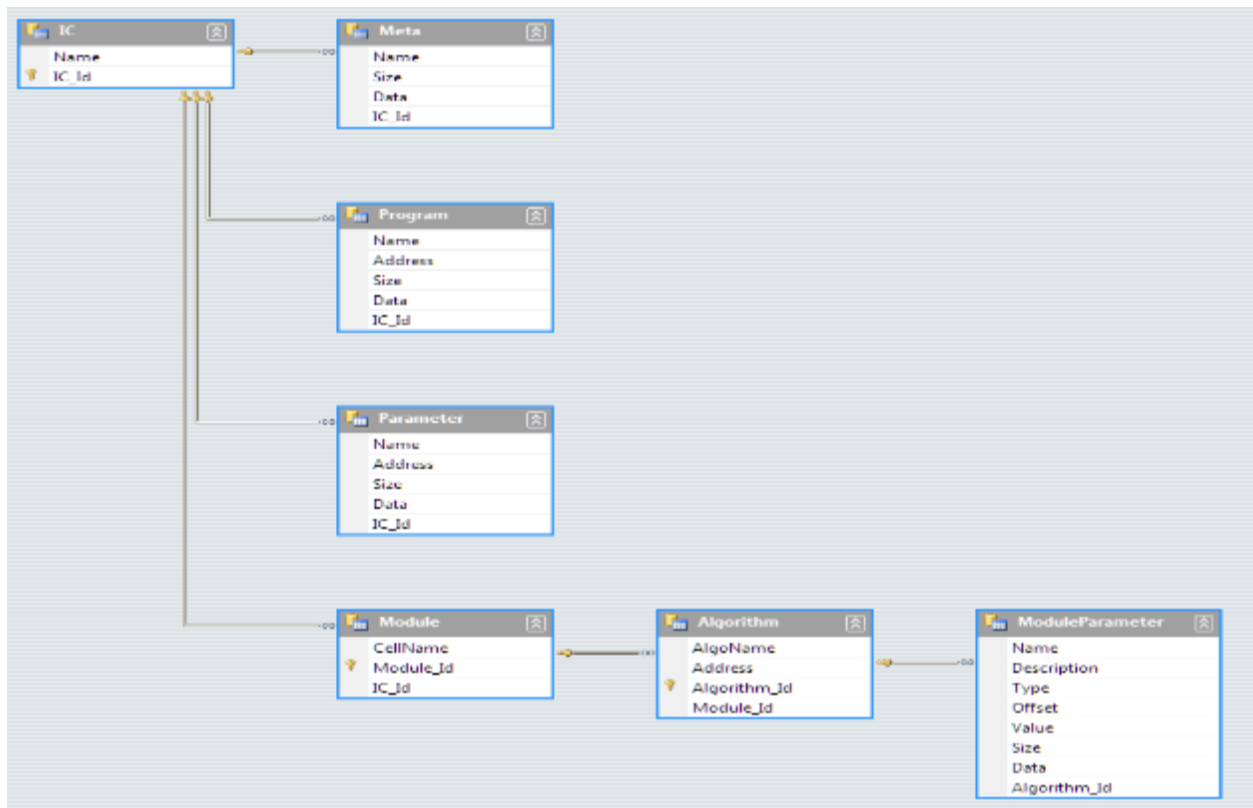 IC
Name
IC_Id
Meta
Name
Size
Data
IC_Id
Program
Name
Address
Size
Data
IC_Id
Parameter
Name
Address
Size
Data
IC_Id
Module
CellName
Module_Id
IC_Id
Algorithm
AlgoName
Address
Algorithm_Id
Module_Id
ModuleParameter
Name
Description
Type
Offset
Value
Size
Data
Algorithm_Id